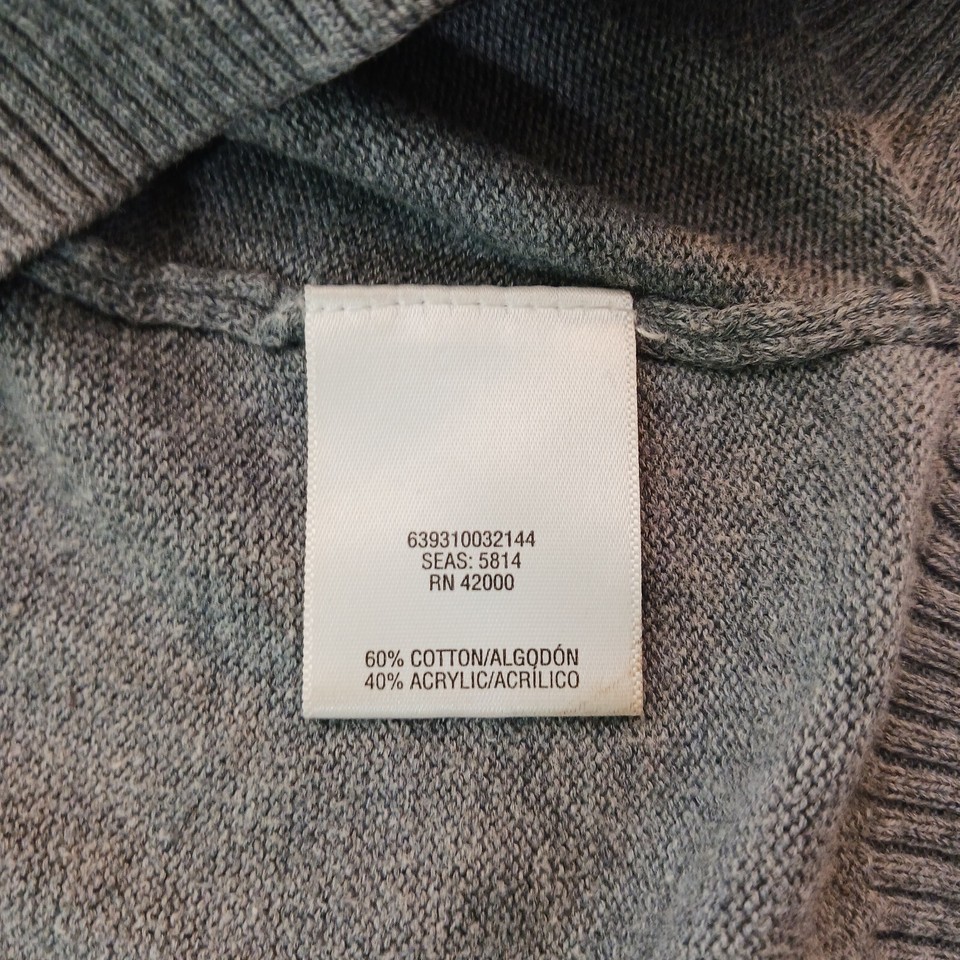 639310032144
SEAS: 5814
RN 42000
60% COTTON/ALGODÓN
40% ACRYLIC/ACRÍLICO